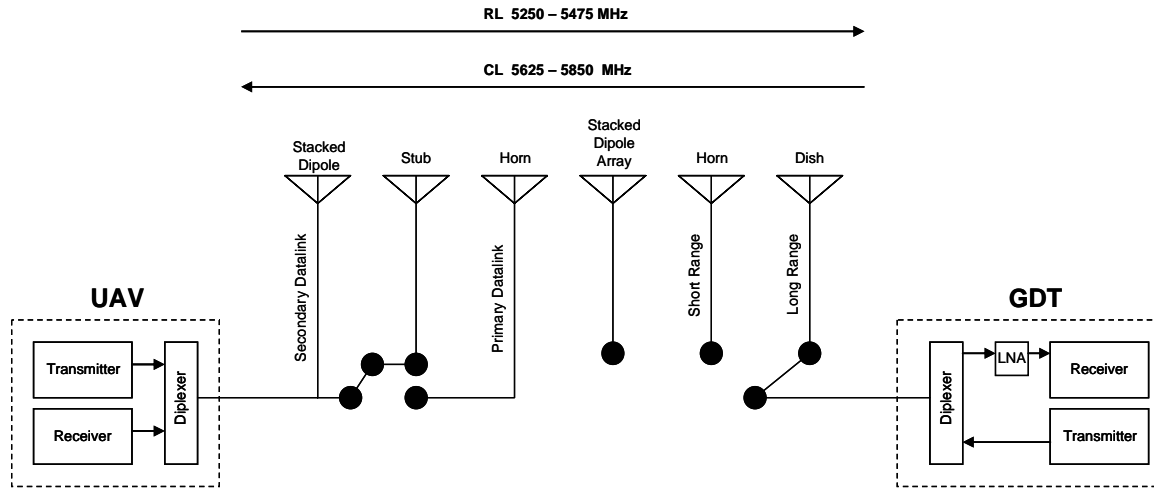 RL 5250 – 5475 MHz
CL 5625 – 5850 MHz
Stacked
Dipole
Stub
Horn
Stacked
Dipole
Array
Horn
Dish
Secondary Datalink
Primary Datalink
Short Range
Long Range
UAV
Transmitter
Receiver
Diplexer
GDT
Diplexer
LNA
Receiver
Transmitter